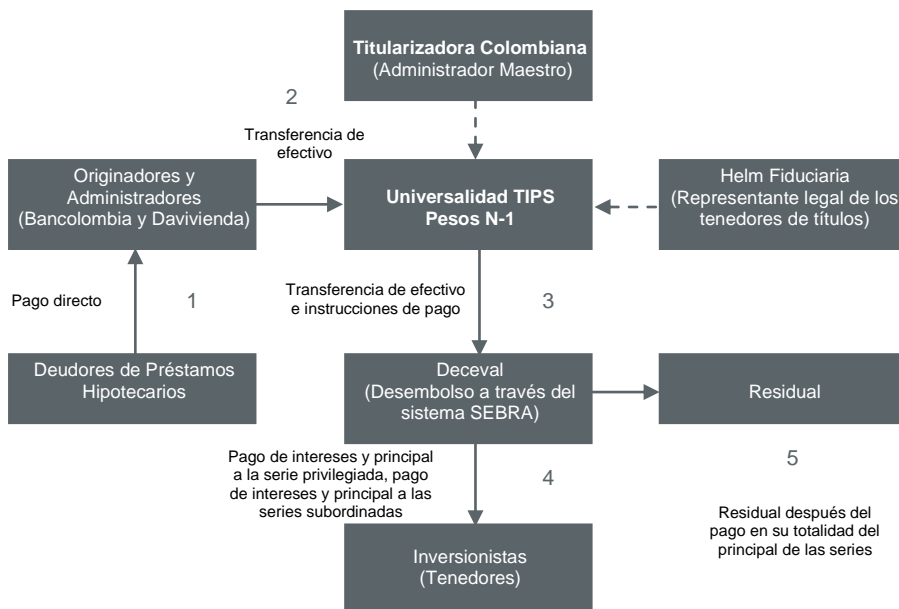 Titularizadora Colombiana
(Administrador Maestro)
2
Transferencia de
efectivo
Originadores y
Administradores
(Bancolombia y Davivienda)
Universalidad TIPS
Pesos N-1
Helm Fiduciaria
(Representante legal de los
tenedores de títulos)
Pago directo
1
Transferencia de efectivo
e instrucciones de pago
3
Deudores de Préstamos
Hipotecarios
Deceval
(Desembolso a través del
sistema SEBRA)
Residual
Pago de intereses y principal
a la serie privilegiada, pago
de intereses y principal a las
series subordinadas
4
5
Residual después del
pago en su totalidad del
principal de las series
Inversionistas
(Tenedores)